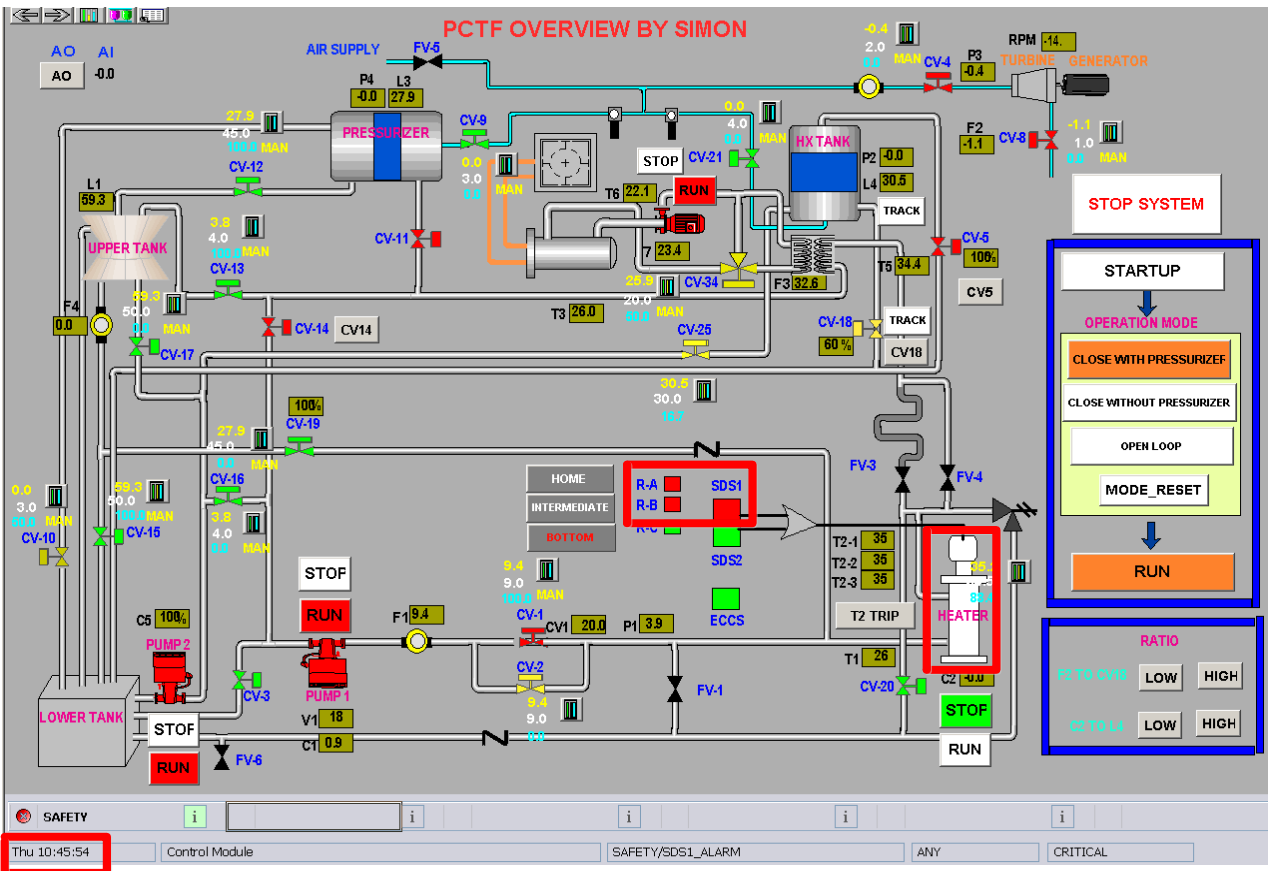 PCTF OVERVIEW BY SIMON
AO AI
AO -0.0
AIR SUPPLY FV-5
-0.4
2.0
0.0 MAN
CV-4
P3
-0.4
RPM -14.
TURBINE GENERATOR
P4 L3
-0.0 27.9
PRESSURIZER
27.9
45.0
100.0 MAN
CV-12
CV-9
0.0
3.0 MAN
0.0
0.0
4.0
0.0 MAN
CV-21
HX TANK
P2 -0.0
L4 30.5
TRACK
F2
-1.1
CV-8
-1.1
1.0
0.0 MAN
STOP
RUN
T6 22.1
7 23.4
L1
59.3
UPPER TANK
3.8
4.0
100.0 MAN
CV-13
CV-11
CV-5
100%
CV5
STOP SYSTEM
STARTUP
OPERATION MODE
CLOSE WITH PRESSURIZEF
CLOSE WITHOUT PRESSURIZER
OPEN LOOP
MODE_RESET
RUN
F4
0.0
59.3
50.0
0.0 MAN
CV-17
CV-14 CV14
T3 26.0
25.9
20.0
MAN
CV-34
F3 32.6
T5 34.4
CV-25
CV-18
60 %
TRACK
CV18
30.5
30.0
16.7
100%
CV-19
27.9
45.0
0.0 MAN
CV-16
3.8
4.0
0.0 MAN
0.0
3.0
MAN
CV-10
59.3
50.0
100.0 MAN
CV-15
HOME
INTERMEDIATE
BOTTOM
R-A SDS1
R-B
R-C
SDS2
ECCS
FV-3
FV-4
T2-1 35
T2-2 35
T2-3 35
T2 TRIP
HEATER
T1 26
C2 -0.0
CV-20
STOF
RUN
STOF
RUN
PUMP 1
F1 9.4
9.4
9.0
100.0 MAN
CV-1
CV1 20.0
P1 3.9
CV-2
9.4
9.0
0.0
FV-1
C5 100%
PUMP 2
CV-3
LOWER TANK
STOF
RUN
V1 18
C1 0.9
FV-6
RATIO
F2 TO CV18 LOW HIGH
C2 TO L4 LOW HIGH
SAFETY
Thu 10:45:54 Control Module SAFETY/SDS1_ALARM ANY CRITICAL